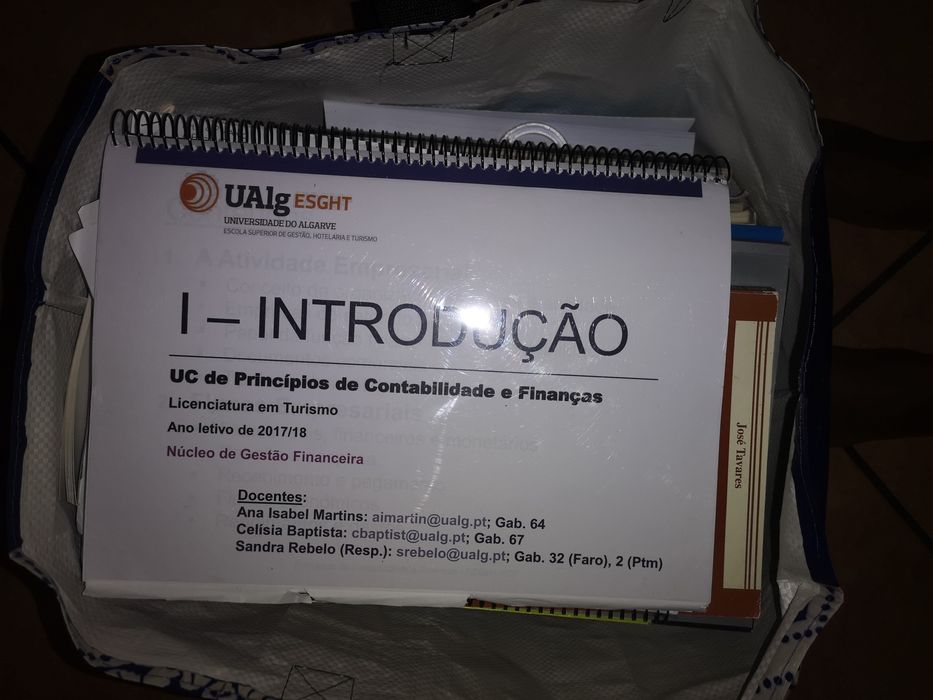 UAlg ESGHT
UNIVERSIDADE DO ALGARVE
ESCOLA SUPERIOR DE GESTÃO, HOTELARIA E TURISMO
I – INTRODUÇÃO
UC de Princípios de Contabilidade e Finanças
Licenciatura em Turismo
Ano letivo de 2017/18
Núcleo de Gestão Financeira
Docentes:
Ana Isabel Martins: aimartin@ualg.pt; Gab. 64
Celísia Baptista: cbaptist@ualg.pt; Gab. 67
Sandra Rebelo (Resp.): srebelo@ualg.pt; Gab. 32 (Faro), 2 (Ptm)
José Tavares